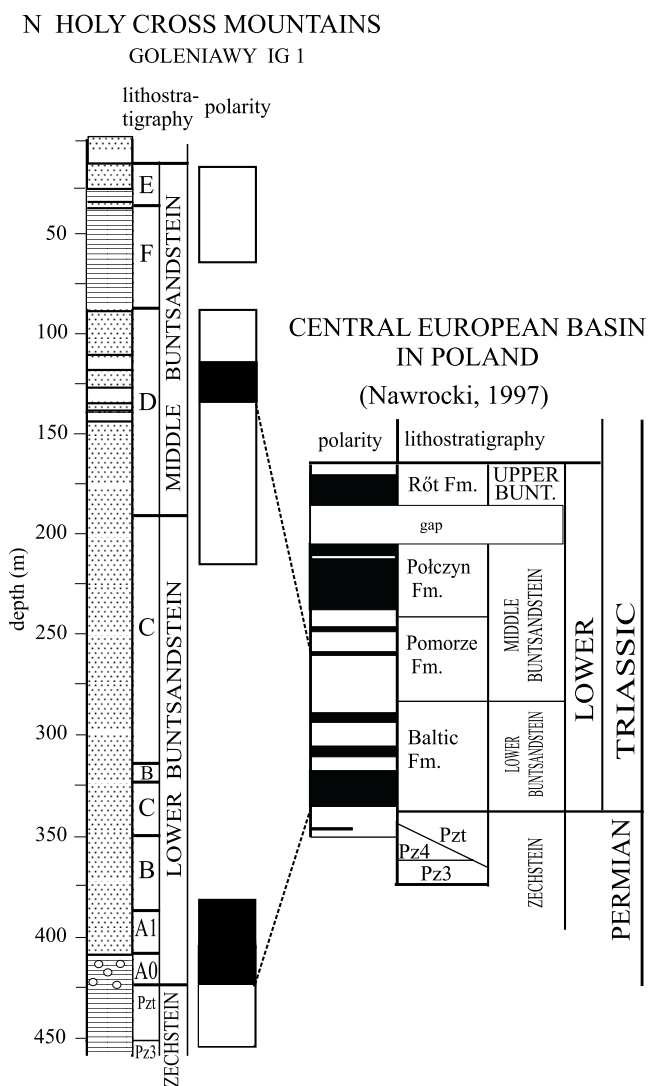 N HOLY CROSS MOUNTAINS
GOLENIAWY IG 1
lithostra-
tigraphy
polarity
depth (m)
50
100
150
200
250
300
350
400
450
E
F
D
C
B
C
B
A1
A0
Pzt
Pz3
MIDDLE BUNTSANDSTEIN
LOWER BUNTSANDSTEIN
ZECHSTEIN
CENTRAL EUROPEAN BASIN
IN POLAND
(Nawrocki, 1997)
polarity
lithostratigraphy
Rőt Fm.
UPPER
BUNT.
gap
Połczyn
Fm.
Pomorze
Fm.
MIDDLE
BUNTSANDSTEIN
Baltic
Fm.
LOWER
BUNTSANDSTEIN
Pzt
Pz4
Pz3
ZECHSTEIN
LOWER
TRIASSIC
PERMIAN